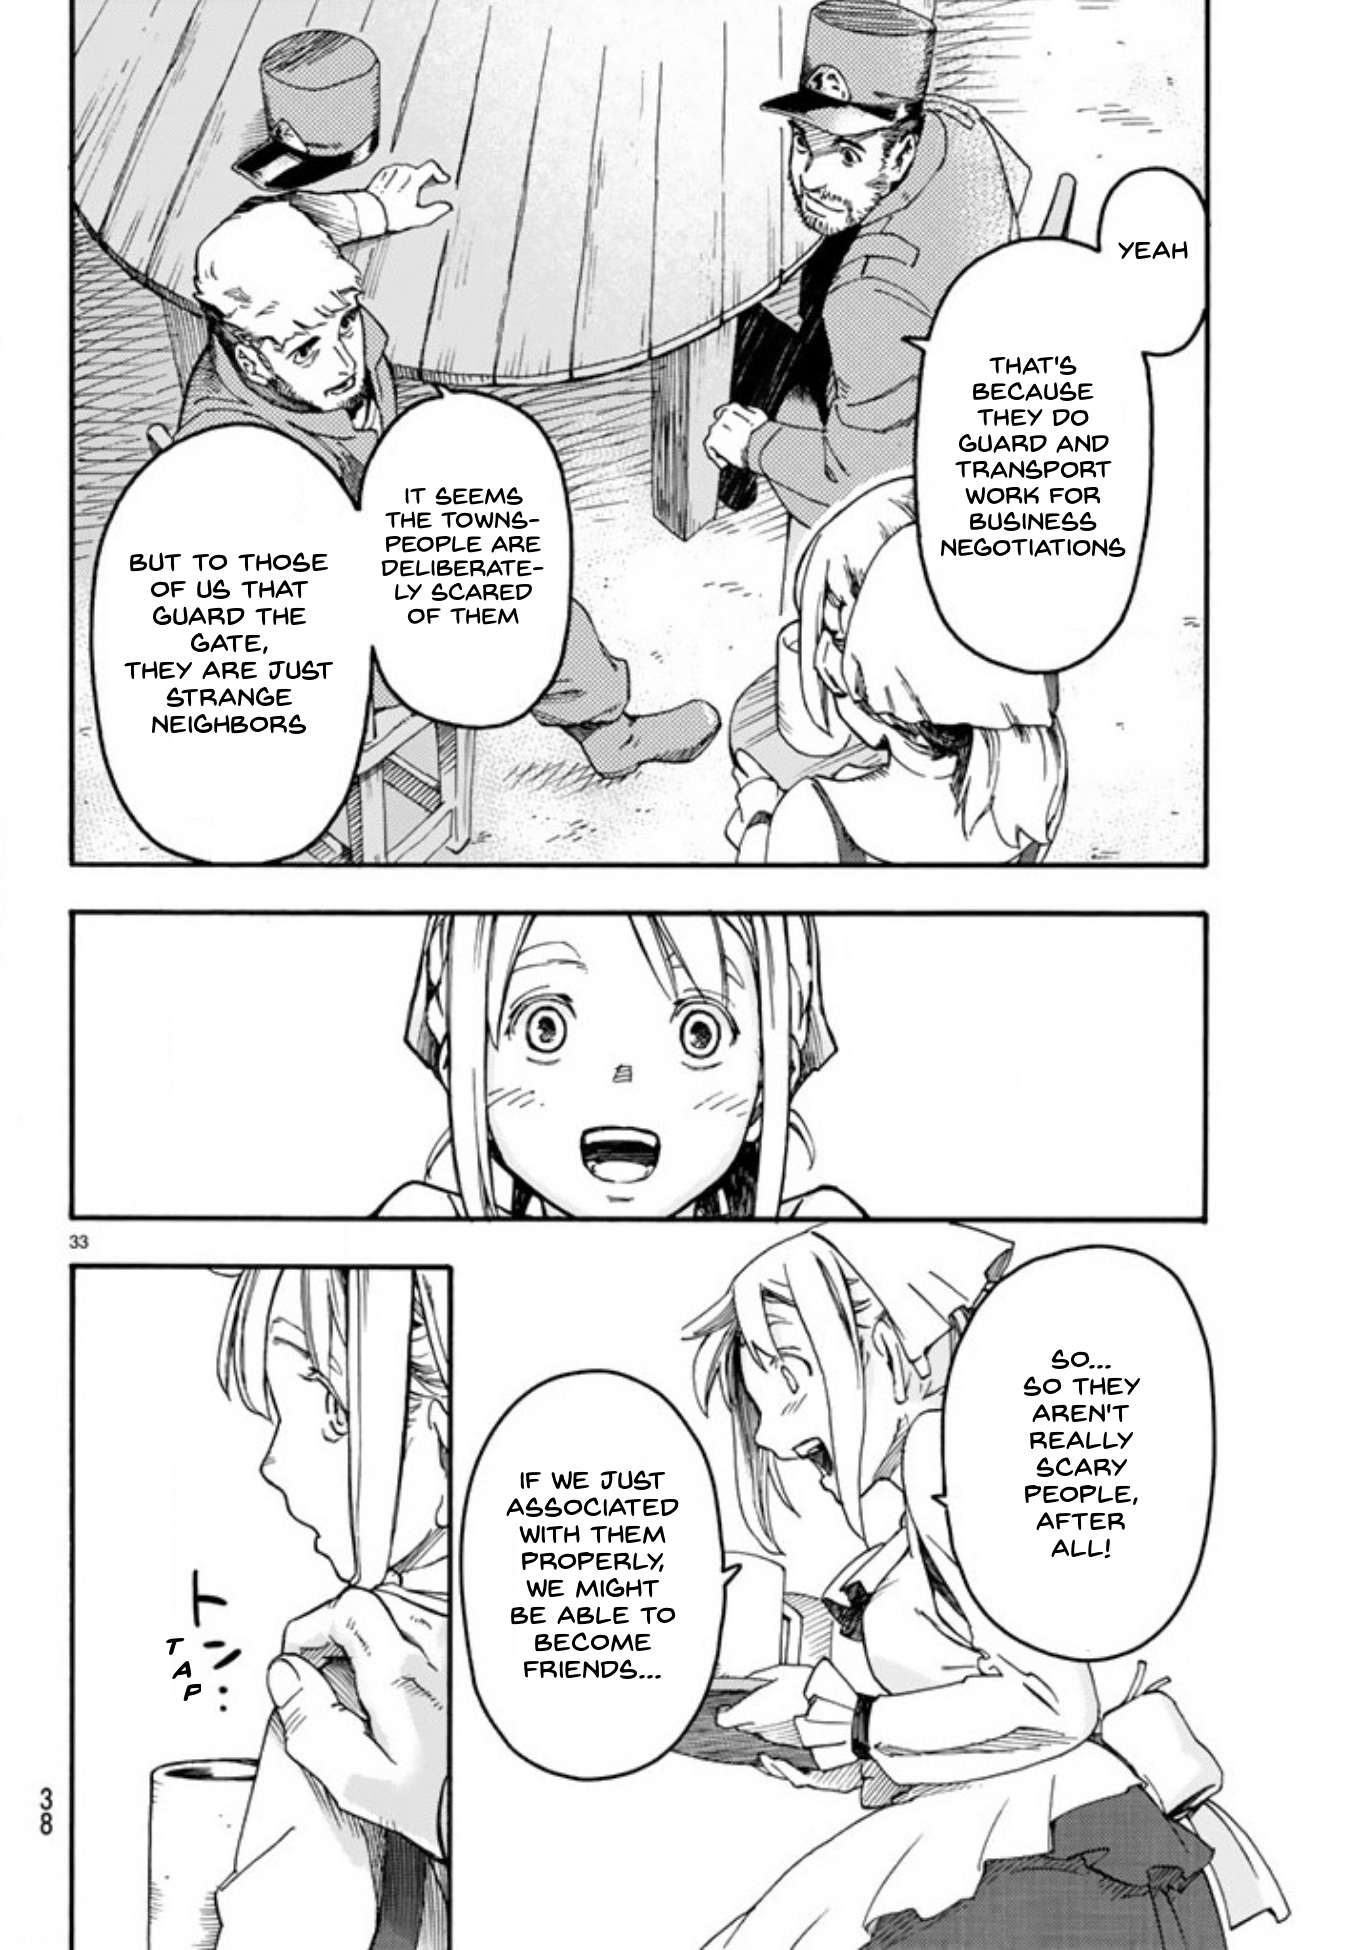 YEAH
THAT'S
BECAUSE
THEY DO
GUARD AND
TRANSPORT
WORK FOR
BUSINESS
NEGOTIATIONS
IT SEEMS
THE TOWNS-
PEOPLE ARE
DELIBERATE-
LY SCARED
OF THEM
BUT TO THOSE
OF US THAT
GUARD THE
GATE,
THEY ARE JUST
STRANGE
NEIGHBORS
33
SO...
SO THEY
AREN'T
REALLY
SCARY
PEOPLE,
AFTER
ALL!
IF WE JUST
ASSOCIATED
WITH THEM
PROPERLY,
WE MIGHT
BE ABLE TO
BECOME
FRIENDS...
トン…
TAP
38